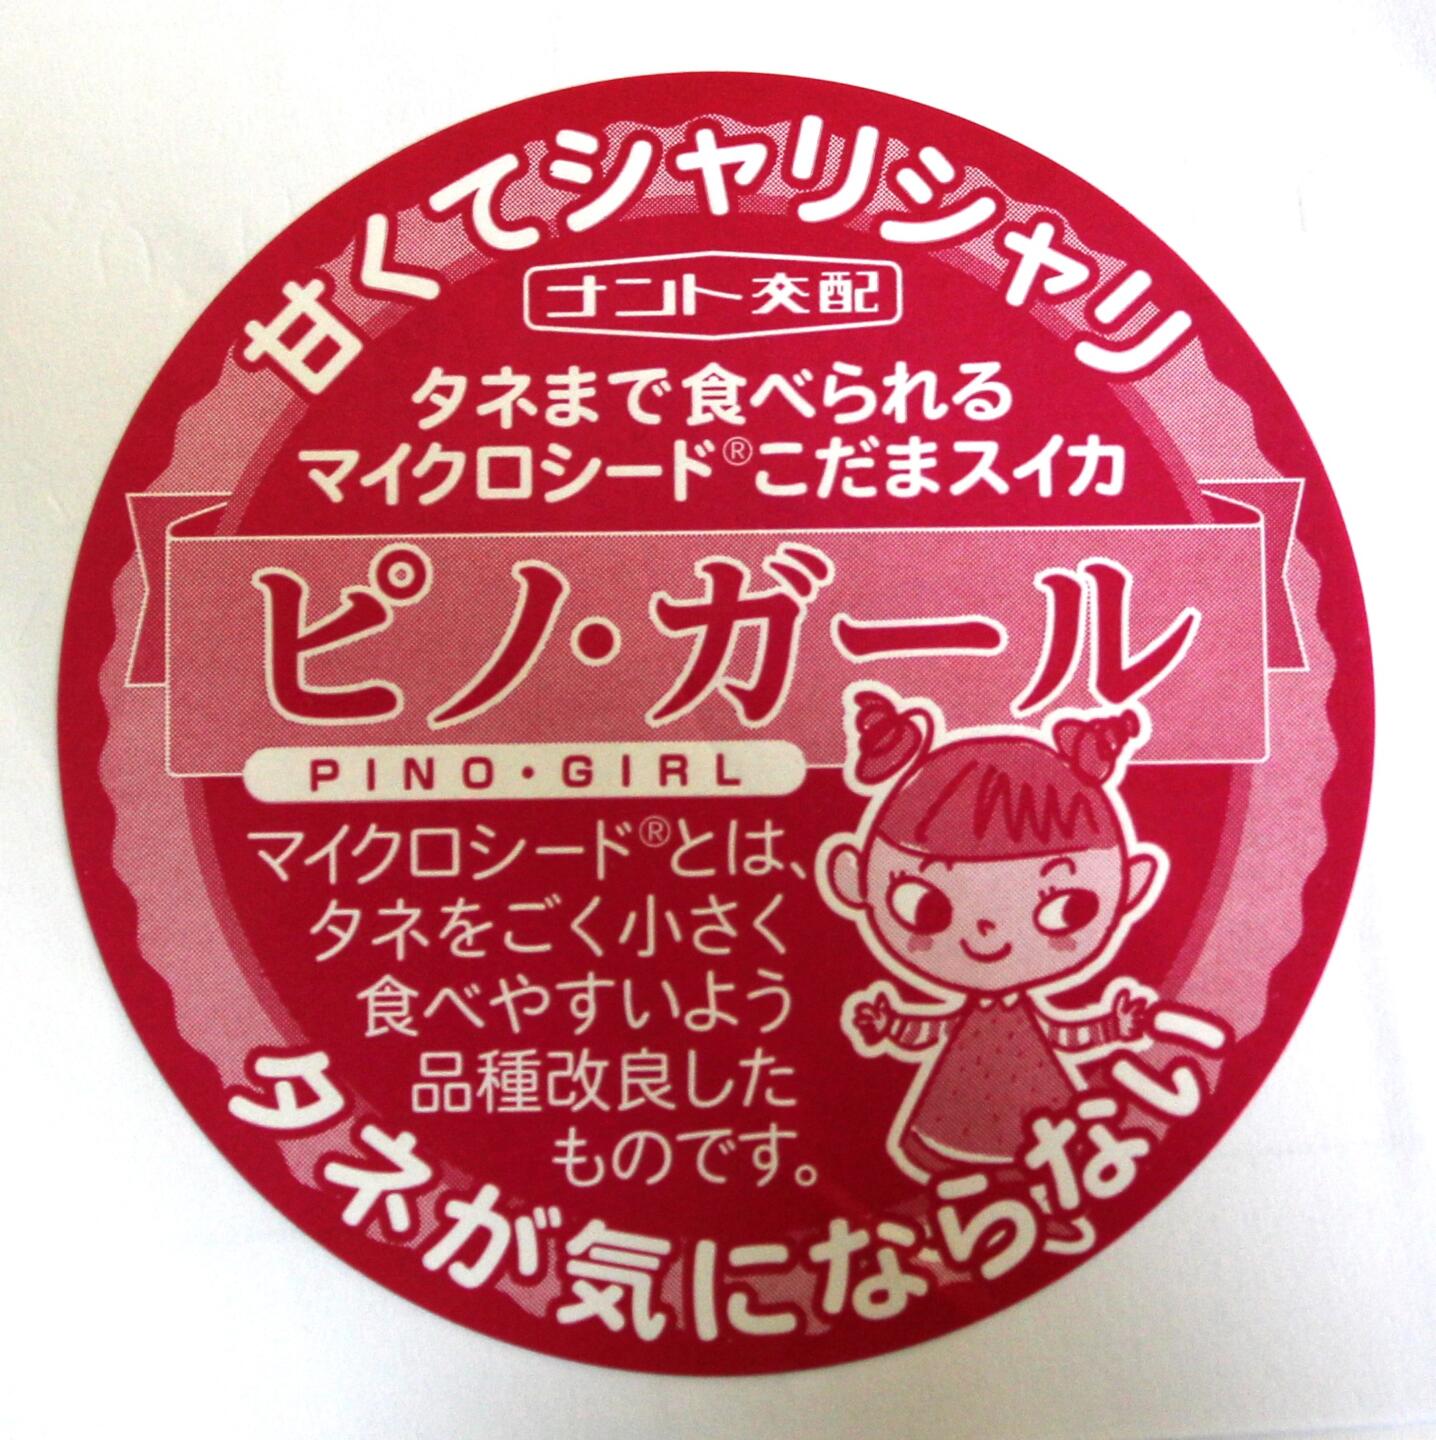 甘くてシャリシャリ
ナント交配
タネまで食べられる
マイクロシード®こだまスイカ
ピノ・ガール
PINO・GIRL
マイクロシード®とは、
タネをごく小さく
食べやすいよう
品種改良した
ものです。
タネが気にならない